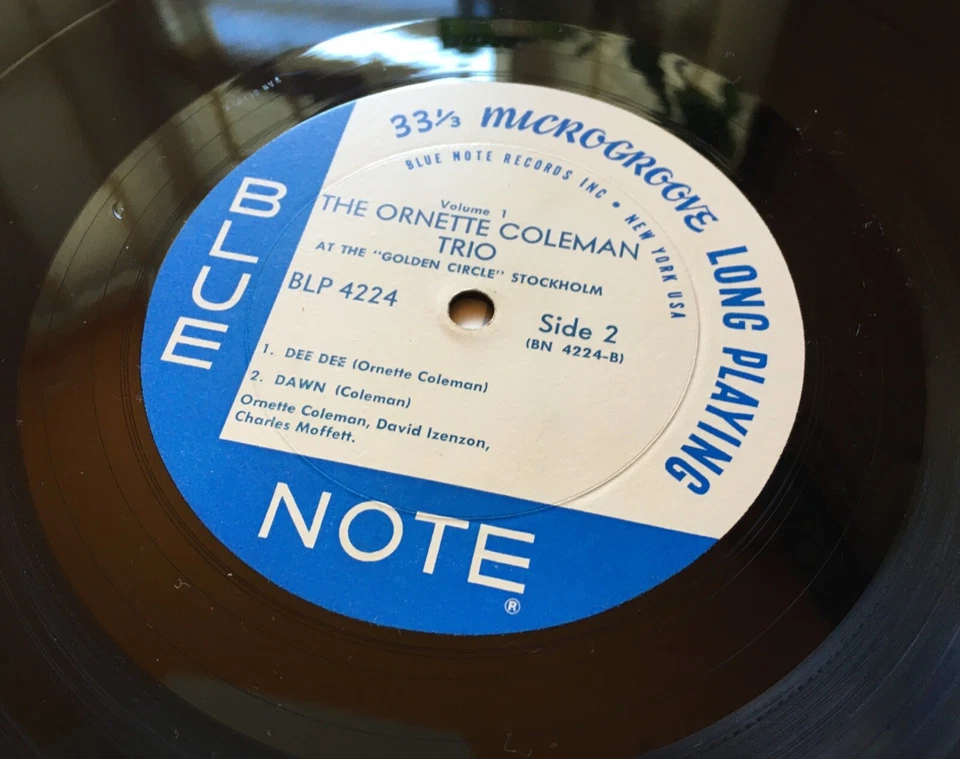 33⅓ MICROGROOVE LONG PLAYING
BLUE NOTE RECORDS INC • NEW YORK USA
Volume 1
THE ORNETTE COLEMAN
TRIO
AT THE "GOLDEN CIRCLE" STOCKHOLM
BLP 4224
Side 2
(BN 4224-B)
1. DEE DEE (Ornette Coleman)
2. DAWN (Coleman)
Ornette Coleman, David Izenzon,
Charles Moffett.
BLUE
NOTE
®